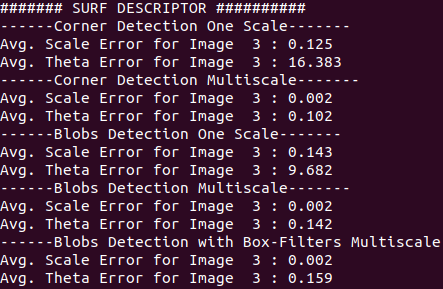 ####### SURF DESCRIPTOR ##########
------Corner Detection One Scale-------
Avg. Scale Error for Image  3 : 0.125
Avg. Theta Error for Image  3 : 16.383
------Corner Detection Multiscale-------
Avg. Scale Error for Image  3 : 0.002
Avg. Theta Error for Image  3 : 0.102
------Blobs Detection One Scale-------
Avg. Scale Error for Image  3 : 0.143
Avg. Theta Error for Image  3 : 9.682
------Blobs Detection Multiscale-------
Avg. Scale Error for Image  3 : 0.002
Avg. Theta Error for Image  3 : 0.142
------Blobs Detection with Box-Filters Multiscale
Avg. Scale Error for Image  3 : 0.002
Avg. Theta Error for Image  3 : 0.159